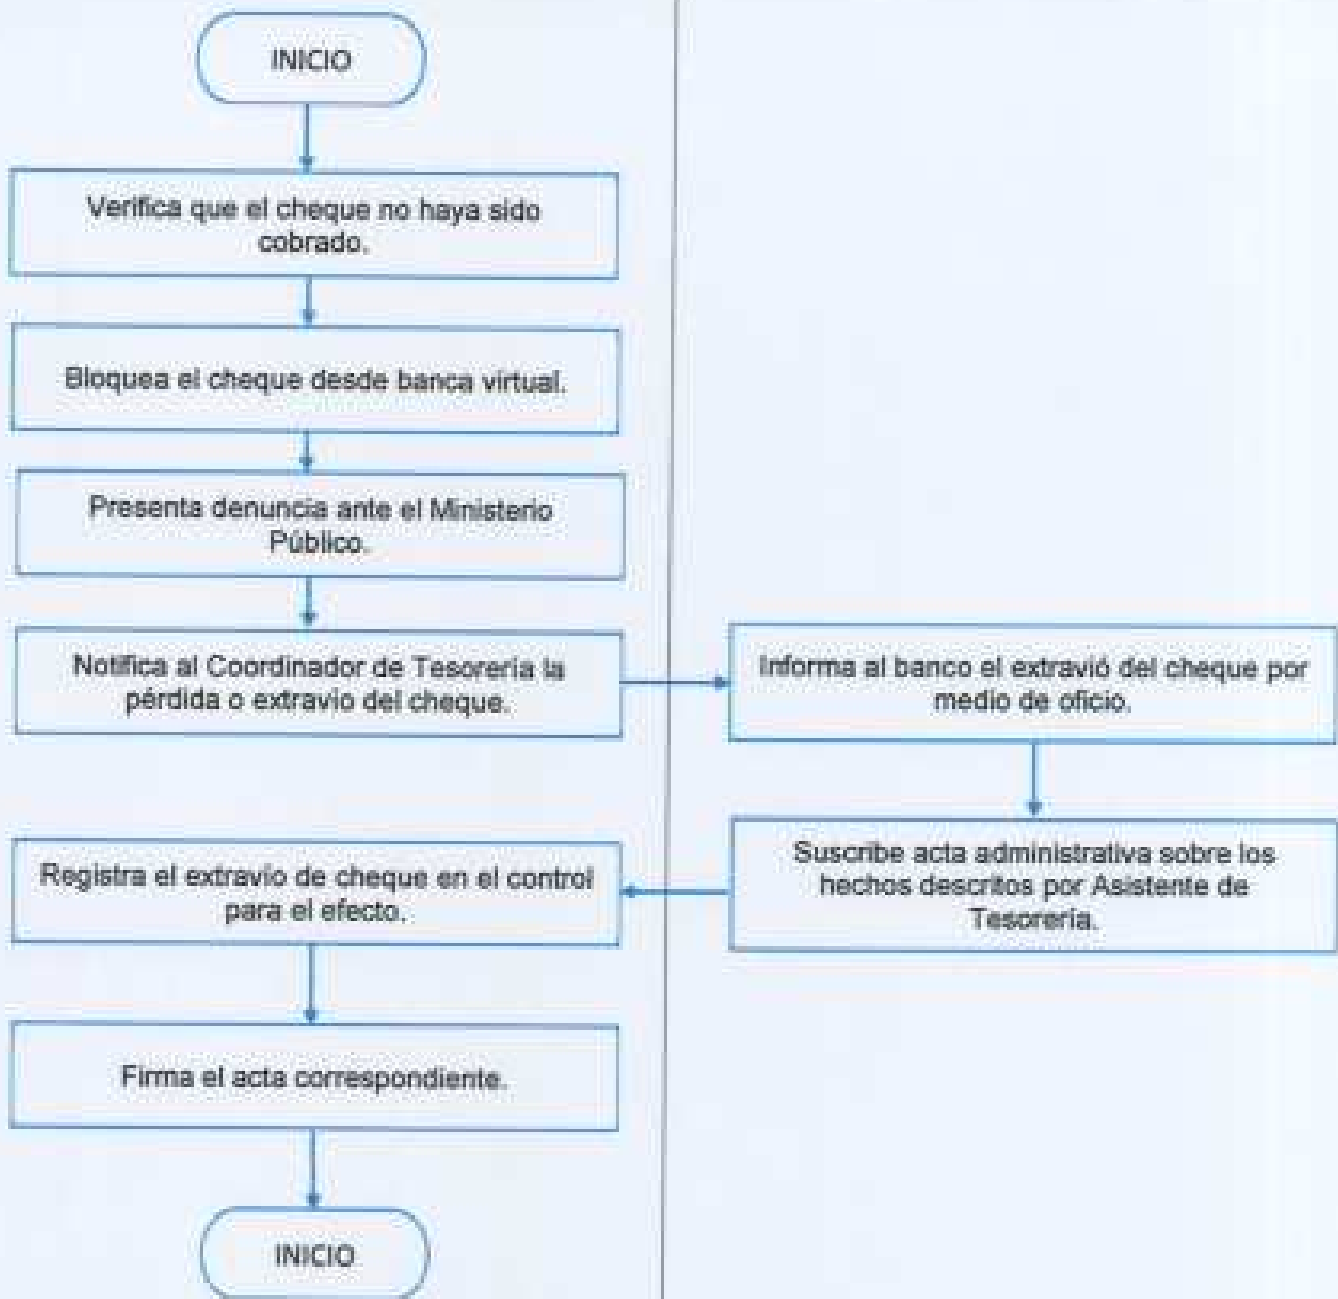 INICIO
Verifica que el cheque no haya sido
cobrado.
Bloquea el cheque desde banca virtual.
Presenta denuncia ante el Ministerio
Público.
Notifica al Coordinador de Tesorería la
pérdida o extravio del cheque.
Informa al banco el extravió del cheque por
medio de oficio.
Suscribe acta administrativa sobre los
hechos descritos por Asistente de
Tesorería.
Registra el extravío de cheque en el control
para el efecto.
Firma el acta correspondiente.
INICIO